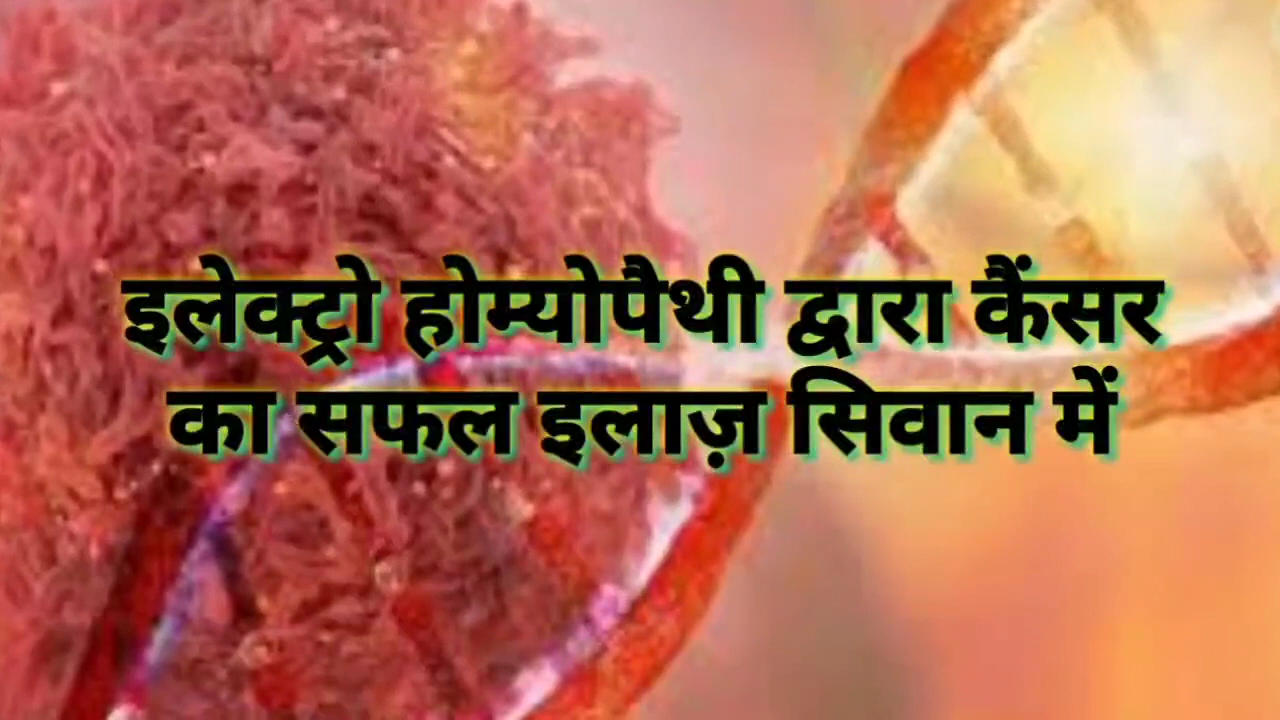 इलेक्ट्रो होम्योपैथी द्वारा कैंसर
का सफल इलाज़ सिवान में